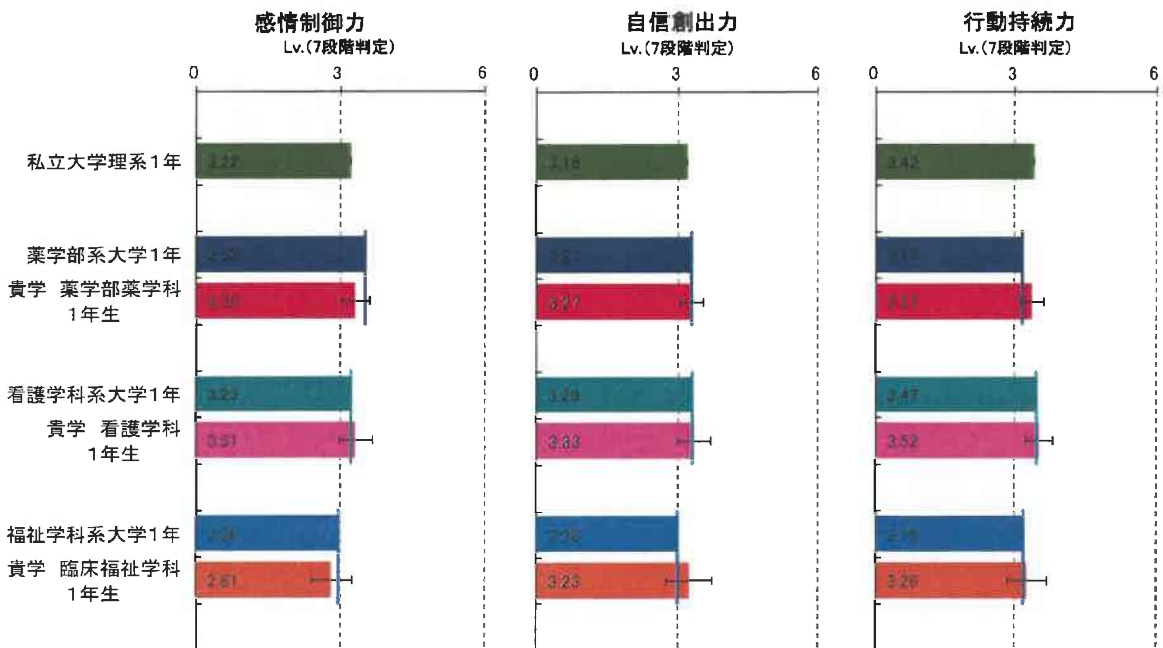 感情制御力
Lv.(7段階判定)
0 3 6
自信創出力
Lv.(7段階判定)
0 3 6
行動持続力
Lv.(7段階判定)
0 3 6
私立大学理系1年
3.22
3.18
3.42
薬学部系大学1年
貴学 薬学部薬学科
1年生
3.30
3.27
3.37
看護学科系大学1年
3.23
3.28
3.47
貴学 看護学科
1年生
3.33
3.52
福祉学科系大学1年
貴学 臨床福祉学科
1年生
2.81
3.23
3.26